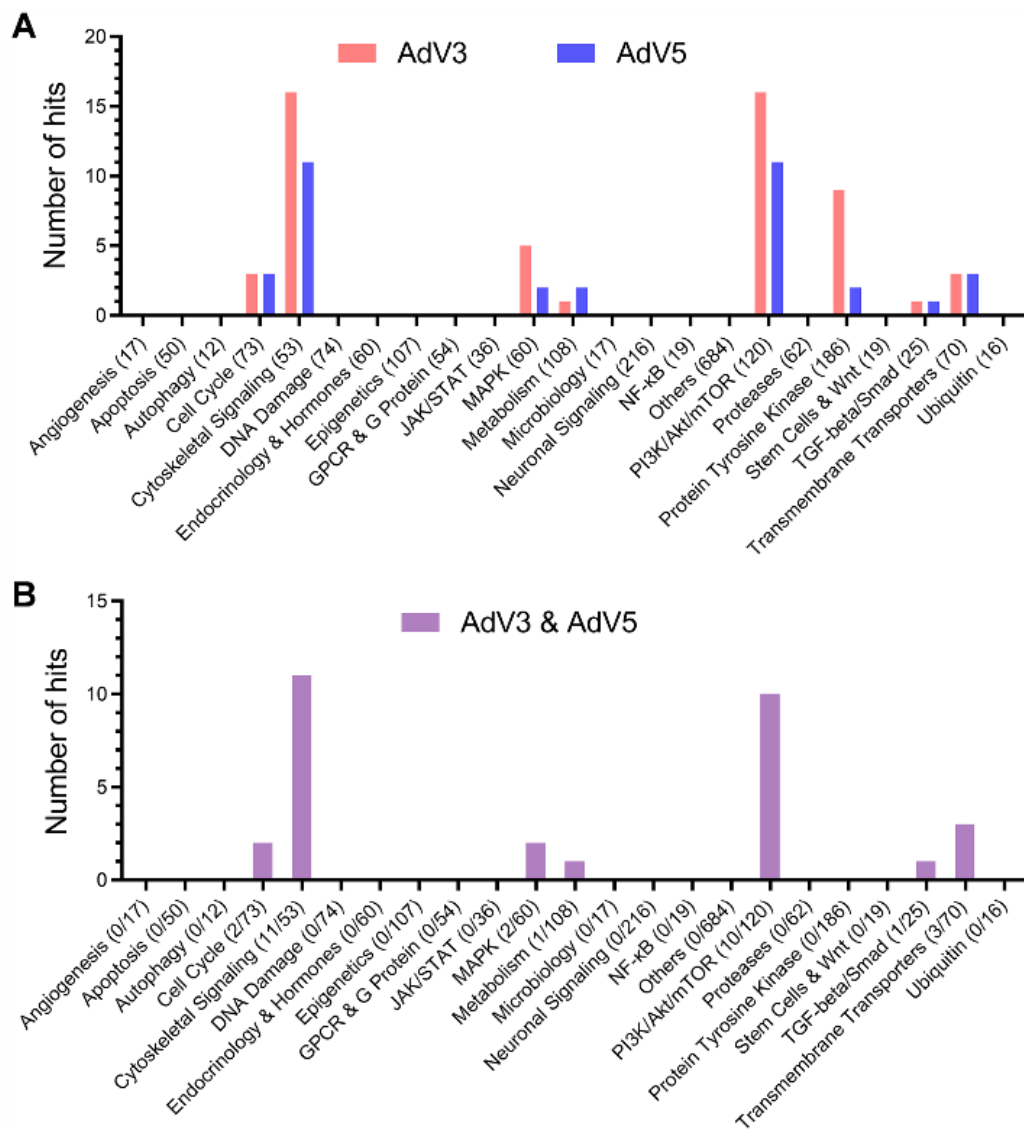 A
20
15
10
5
0
Number of hits
AdV3
AdV5
Angiogenesis (17)
Apoptosis (50)
Autophagy (12)
Cell Cycle (73)
Cytoskeletal Signaling (53)
DNA Damage (74)
Endocrinology & Hormones (60)
Epigenetics (107)
GPCR & G Protein (54)
JAK/STAT (36)
MAPK (60)
Metabolism (108)
Microbiology (17)
Neuronal Signaling (216)
NF-κB (19)
Others (684)
PI3K/Akt/mTOR (120)
Proteases (62)
Protein Tyrosine Kinase (186)
Stem Cells & Wnt (19)
TGF-beta/Smad (25)
Transmembrane Transporters (70)
Ubiquitin (16)
B
15
10
5
0
Number of hits
AdV3 & AdV5
Angiogenesis (0/17)
Apoptosis (0/50)
Autophagy (0/12)
Cell Cycle (2/73)
Cytoskeletal Signaling (11/53)
DNA Damage (0/74)
Endocrinology & Hormones (0/60)
Epigenetics (0/107)
GPCR & G Protein (0/54)
JAK/STAT (0/36)
MAPK (2/60)
Metabolism (1/108)
Microbiology (0/17)
Neuronal Signaling (0/216)
NF-κB (0/19)
Others (0/684)
PI3K/Akt/mTOR (10/120)
Proteases (0/62)
Protein Tyrosine Kinase (0/186)
Stem Cells & Wnt (0/19)
TGF-beta/Smad (1/25)
Transmembrane Transporters (3/70)
Ubiquitin (0/16)